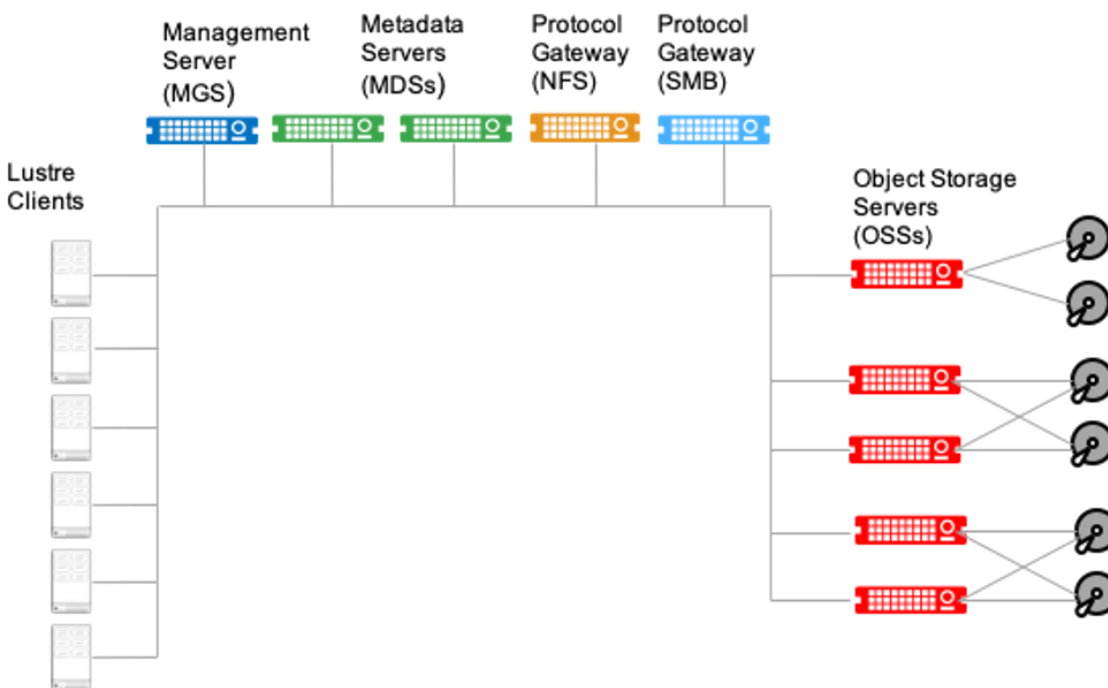 Management
Server
(MGS)
Metadata
Servers
(MDSs)
Protocol
Gateway
(NFS)
Protocol
Gateway
(SMB)
Lustre
Clients
Object Storage
Servers
(OSSs)